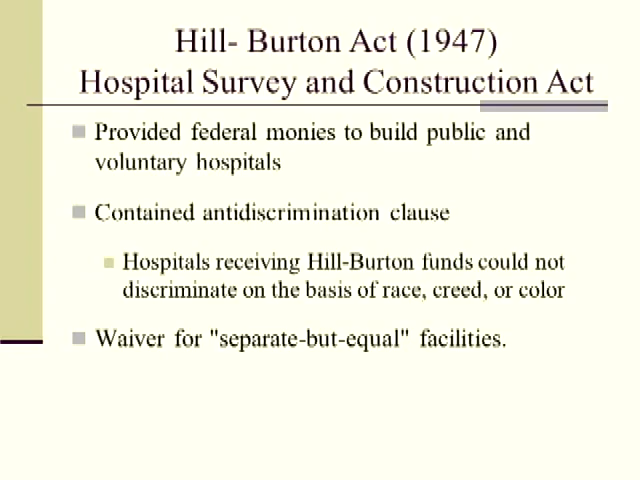 Hill- Burton Act (1947)
Hospital Survey and Construction Act
Provided federal monies to build public and
voluntary hospitals
Contained antidiscrimination clause
Hospitals receiving Hill-Burton funds could not
discriminate on the basis of race, creed, or color
Waiver for "separate-but-equal" facilities.